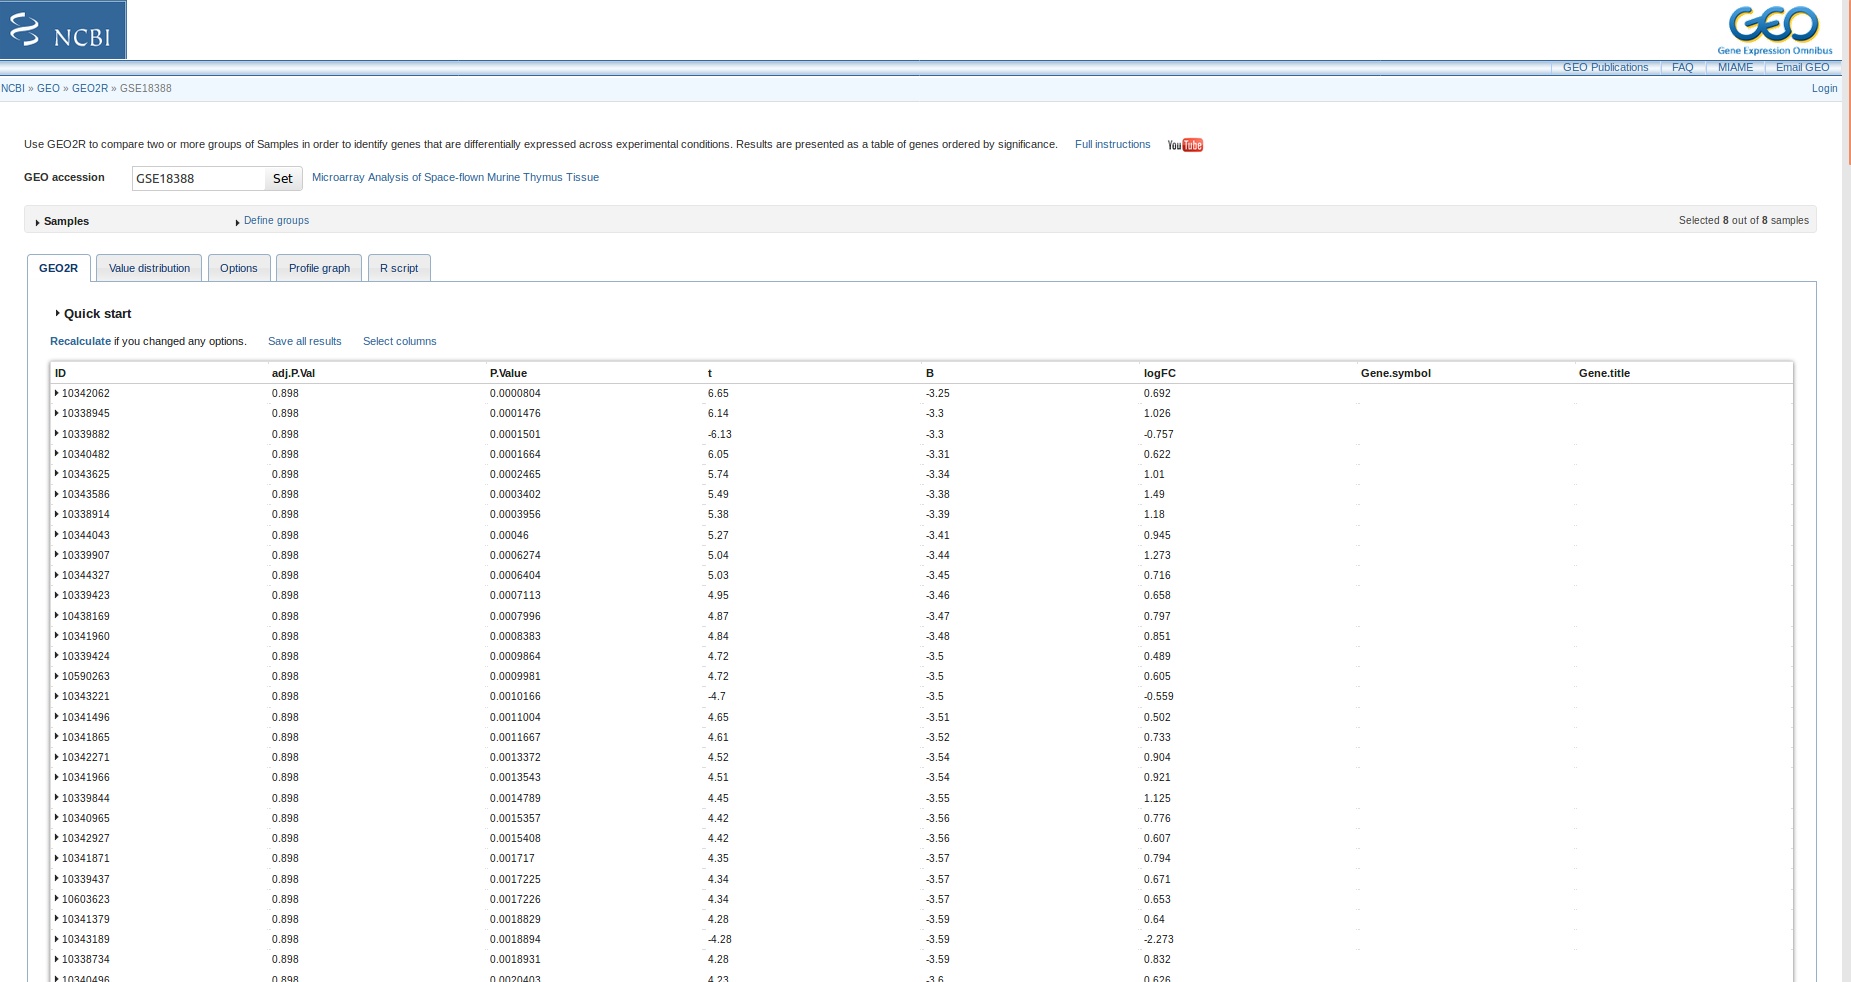 NCBI
GEO
Gene Expression Omnibus
GEO Publications FAQ MIAME Email GEO
NCBI » GEO » GEO2R » GSE18388 Login
Use GEO2R to compare two or more groups of Samples in order to identify genes that are differentially expressed across experimental conditions. Results are presented as a table of genes ordered by significance. Full instructions YouTube
GEO accession GSE18388 Set Microarray Analysis of Space-flown Murine Thymus Tissue
Samples Define groups Selected 8 out of 8 samples
GEO2R Value distribution Options Profile graph R script
Quick start
Recalculate if you changed any options. Save all results Select columns
ID adj.P.Val P.Value t B logFC Gene.symbol Gene.title
10342062 0.898 0.0000804 6.65 -3.25 0.692
10338945 0.898 0.0001476 6.14 -3.3 1.026
10339882 0.898 0.0001501 -6.13 -3.3 -0.757
10340482 0.898 0.0001664 6.05 -3.31 0.622
10343625 0.898 0.0002465 5.74 -3.34 1.01
10343586 0.898 0.0003402 5.49 -3.38 1.49
10338914 0.898 0.0003956 5.38 -3.39 1.18
10344043 0.898 0.00046 5.27 -3.41 0.945
10339907 0.898 0.0006274 5.04 -3.44 1.273
10344327 0.898 0.0006404 5.03 -3.45 0.716
10339423 0.898 0.0007113 4.95 -3.46 0.658
10438169 0.898 0.0007996 4.87 -3.47 0.797
10341960 0.898 0.0008383 4.84 -3.48 0.851
10339424 0.898 0.0009864 4.72 -3.5 0.489
10590263 0.898 0.0009981 4.72 -3.5 0.605
10343221 0.898 0.0010166 -4.7 -3.5 -0.559
10341496 0.898 0.0011004 4.65 -3.51 0.502
10341865 0.898 0.0011667 4.61 -3.52 0.733
10342271 0.898 0.0013372 4.52 -3.54 0.904
10341966 0.898 0.0013543 4.51 -3.54 0.921
10339844 0.898 0.0014789 4.45 -3.55 1.125
10340965 0.898 0.0015357 4.42 -3.56 0.776
10342927 0.898 0.0015408 4.42 -3.56 0.607
10341871 0.898 0.001717 4.35 -3.57 0.794
10339437 0.898 0.0017225 4.34 -3.57 0.671
10603623 0.898 0.0017226 4.34 -3.57 0.653
10341379 0.898 0.0018829 4.28 -3.59 0.64
10343189 0.898 0.0018894 -4.28 -3.59 -2.273
10338734 0.898 0.0018931 4.28 -3.59 0.832
10340496 0.898 0.0020403 4.23 -3.6 0.626